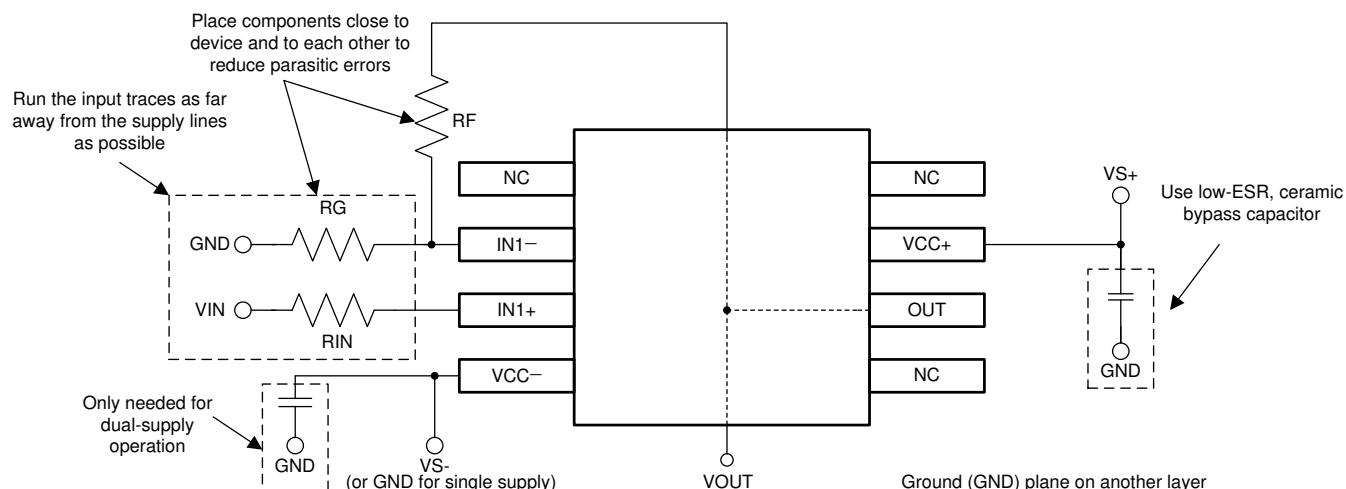 Place components close to
device and to each other to
reduce parasitic errors
Run the input traces as far
away from the supply lines
as possible
RF
NC
NC
VS+
Use low-ESR, ceramic
bypass capacitor
RG
GND
IN1−
VCC+
VIN
IN1+
OUT
RIN
VCC−
NC
GND
Only needed for
dual-supply
operation
GND
VS-
(or GND for single supply)
VOUT
Ground (GND) plane on another layer